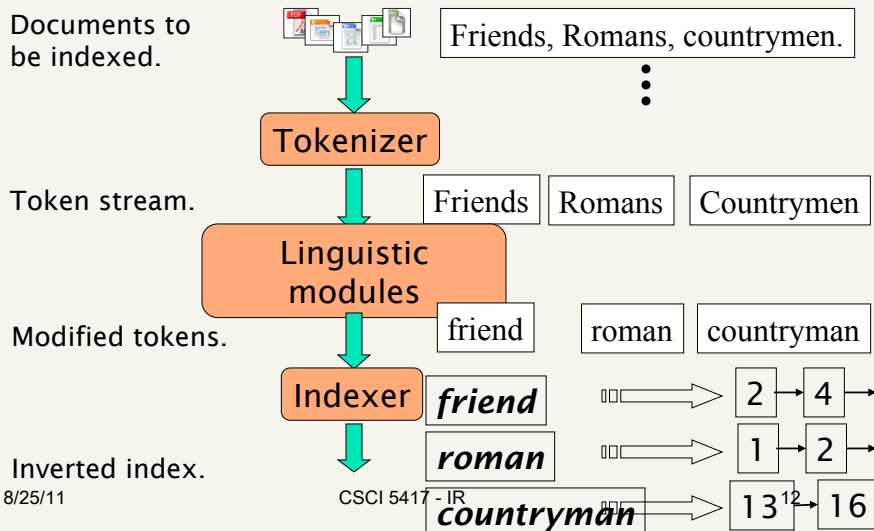 Documents to
be indexed.
Friends, Romans, countrymen.
Tokenizer
Token stream.
Friends Romans Countrymen
Linguistic
modules
Modified tokens.
friend roman countryman
Indexer
friend 2 4
roman 1 2
Inverted index.
countryman 13 16
8/25/11 CSCI 5417 - IR 12